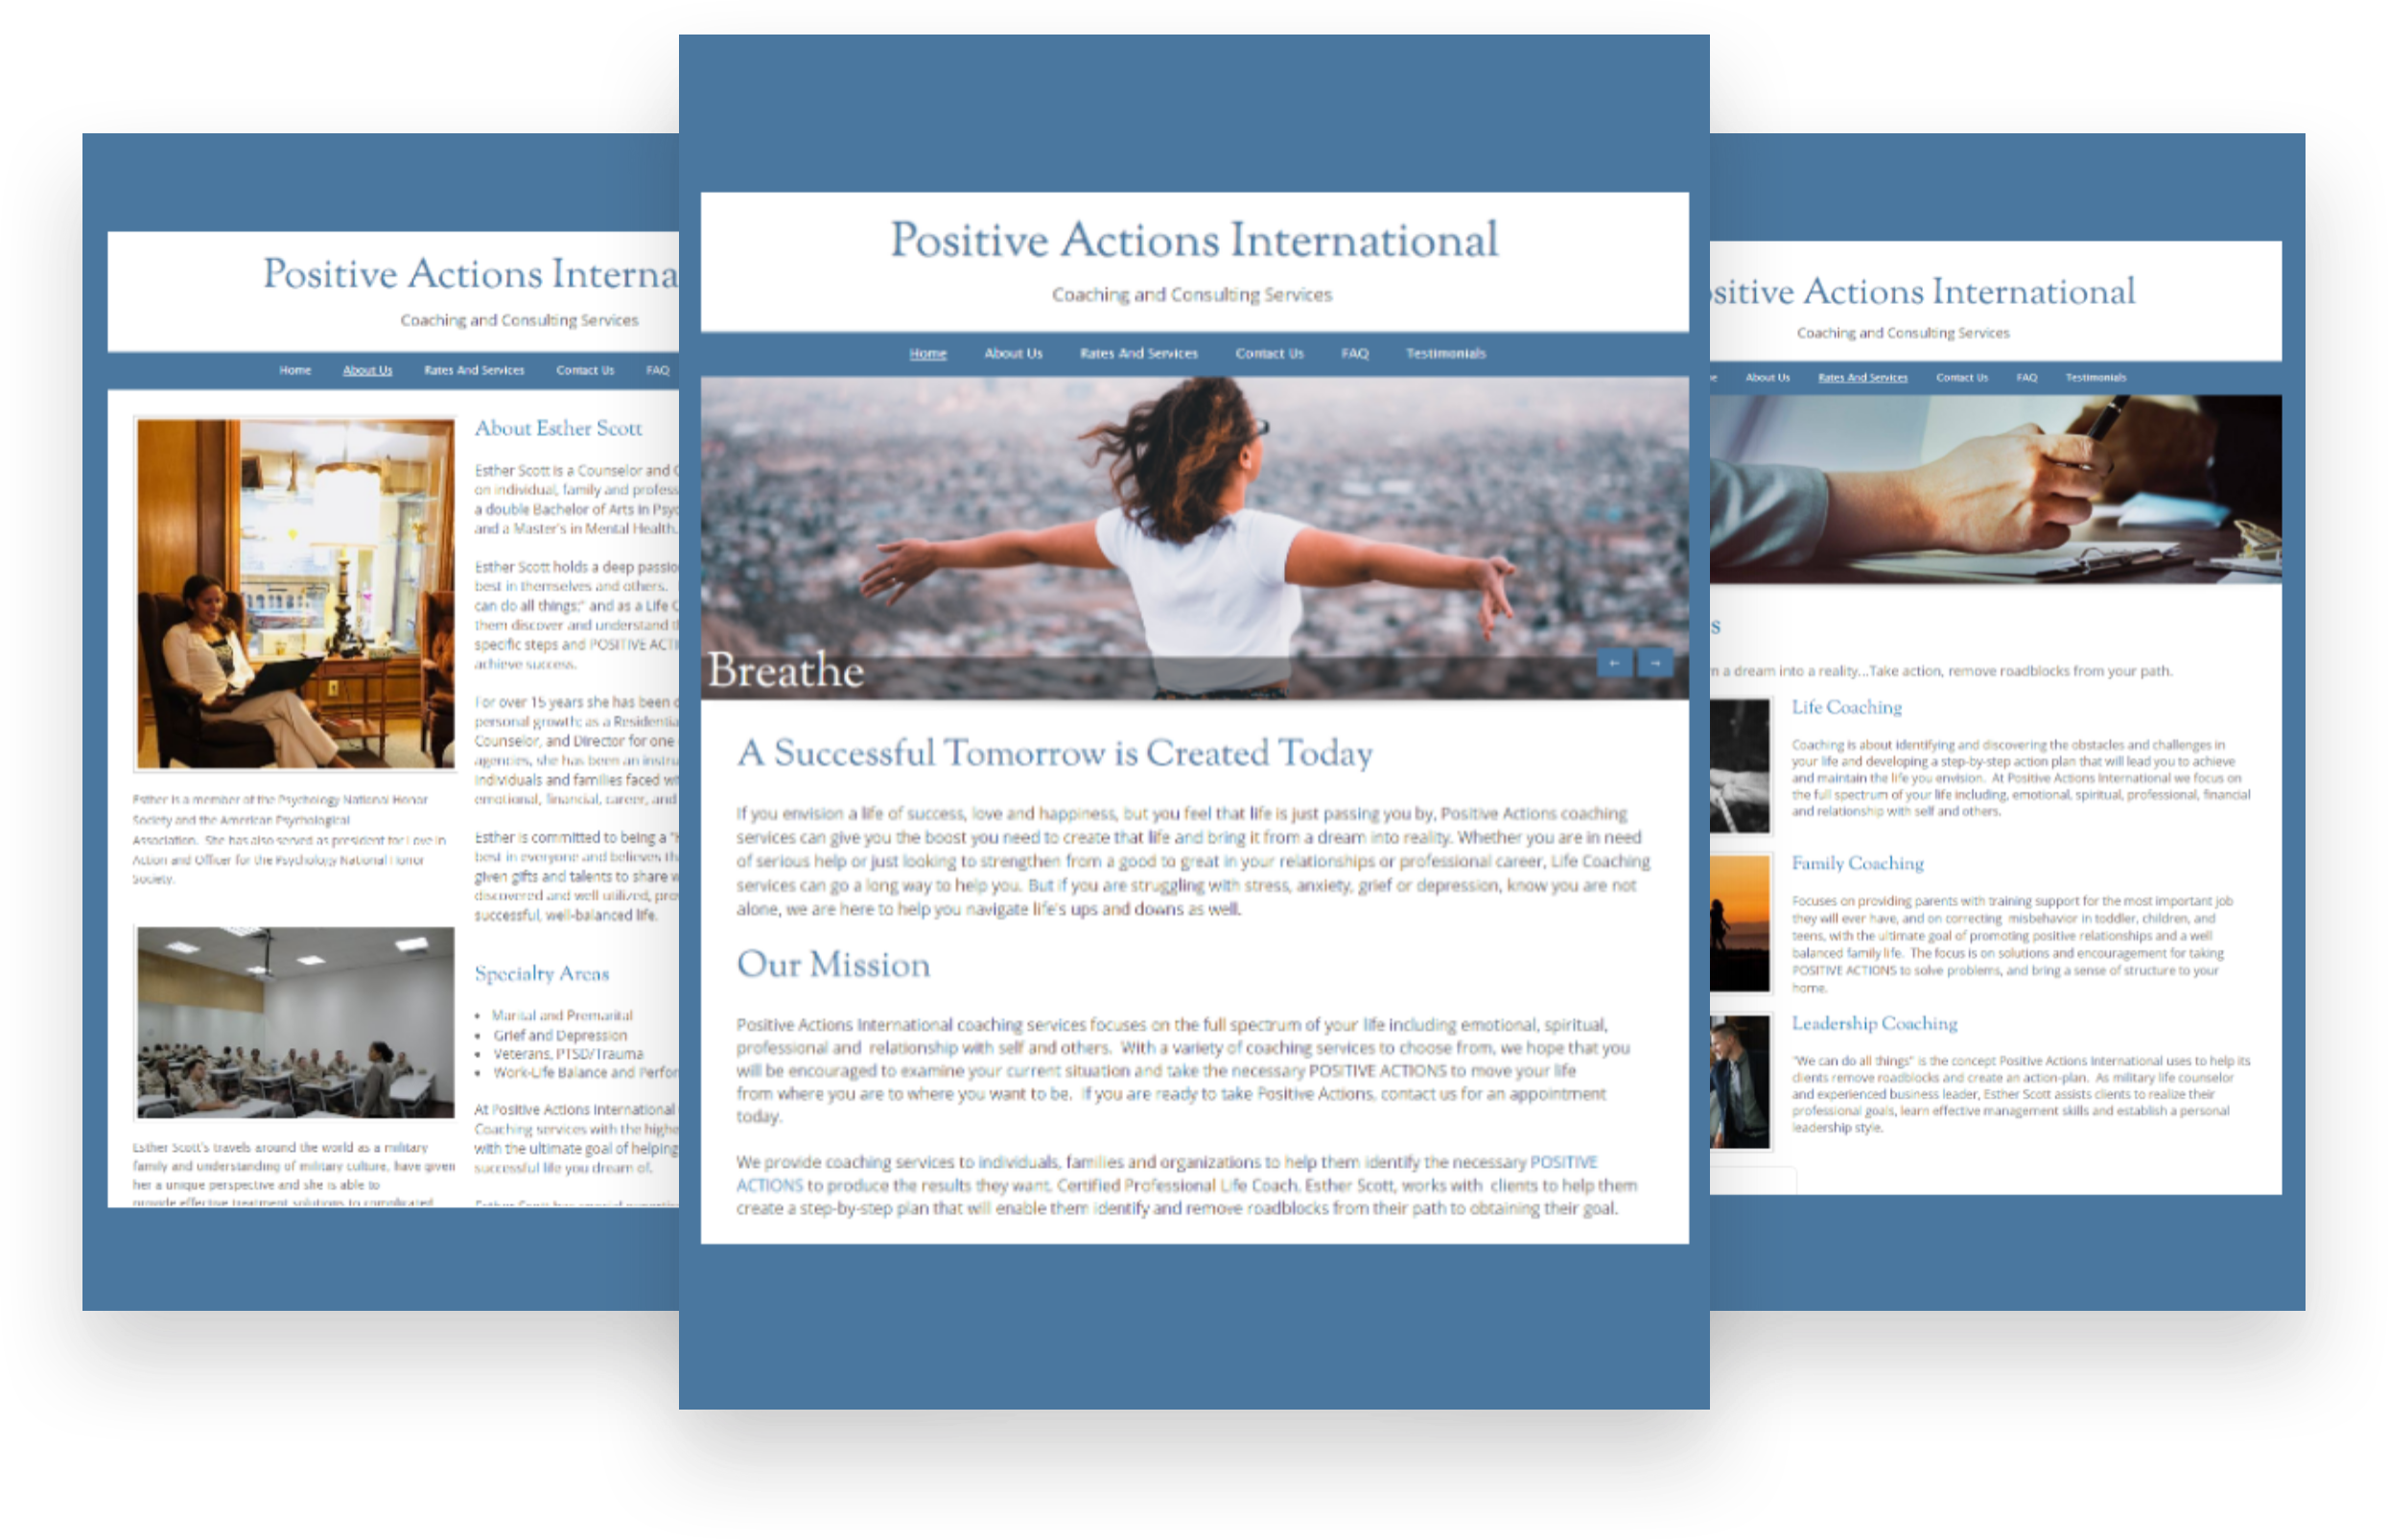 Positive Actions Interna
Coaching and Consulting Services
Home About Us Rates And Services Contact Us FAQ
Esther is a member of the Psychology National Honor
Society and the American Psychological
Association. She has also served as president for Love in
Action and Officer for the Psychology National Honor
Society.
Esther Scott's travels around the world as a military
family and understanding of military culture, have given
her a unique perspective and she is able to
provide effective treatment solutions to complicated
About Esther Scott
Esther Scott is a Counselor and
on individual, family and profess
a double Bachelor of Arts in Psyc
and a Master's in Mental Health.
Esther Scott holds a deep passio
best in themselves and others.
can do all things;" and as a Life C
them discover and understand t
specific steps and POSITIVE ACTI
achieve success.
For over 15 years she has been
personal growth; as a Residentia
Counselor, and Director for one
agencies, she has been an instru
individuals and families faced wi
emotional, financial, career, and
Esther is committed to being a
best in everyone and believes th
given gifts and talents to share w
discovered and well utilized, pro
successful, well-balanced life.
Specialty Areas
• Marital and Premarital
• Grief and Depression
• Veterans, PTSD/Trauma
• Work-Life Balance and Perfor
At Positive Actions International
Coaching services with the highe
with the ultimate goal of helping
successful life you dream of.
Positive Actions International
Coaching and Consulting Services
Home About Us Rates And Services Contact Us FAQ Testimonials
Breathe
← →
A Successful Tomorrow is Created Today
If you envision a life of success, love and happiness, but you feel that life is just passing you by, Positive Actions coaching
services can give you the boost you need to create that life and bring it from a dream into reality. Whether you are in need
of serious help or just looking to strengthen from a good to great in your relationships or professional career, Life Coaching
services can go a long way to help you. But if you are struggling with stress, anxiety, grief or depression, know you are not
alone, we are here to help you navigate life's ups and downs as well.
Our Mission
Positive Actions International coaching services focuses on the full spectrum of your life including emotional, spiritual,
professional and relationship with self and others. With a variety of coaching services to choose from, we hope that you
will be encouraged to examine your current situation and take the necessary POSITIVE ACTIONS to move your life
from where you are to where you want to be. If you are ready to take Positive Actions, contact us for an appointment
today.
We provide coaching services to individuals, families and organizations to help them identify the necessary POSITIVE
ACTIONS to produce the results they want. Certified Professional Life Coach, Esther Scott, works with clients to help them
create a step-by-step plan that will enable them identify and remove roadblocks from their path to obtaining their goal.
sitive Actions International
Coaching and Consulting Services
e About Us Rates And Services Contact Us FAQ Testimonials
s
n a dream into a reality...Take action, remove roadblocks from your path.
Life Coaching
Coaching is about identifying and discovering the obstacles and challenges in
your life and developing a step-by-step action plan that will lead you to achieve
and maintain the life you envision. At Positive Actions International we focus on
the full spectrum of your life including, emotional, spiritual, professional, financial
and relationship with self and others.
Family Coaching
Focuses on providing parents with training support for the most important job
they will ever have, and on correcting misbehavior in toddler, children, and
teens, with the ultimate goal of promoting positive relationships and a well
balanced family life. The focus is on solutions and encouragement for taking
POSITIVE ACTIONS to solve problems, and bring a sense of structure to your
home.
Leadership Coaching
"We can do all things" is the concept Positive Actions International uses to help its
clients remove roadblocks and create an action-plan. As military life counselor
and experienced business leader, Esther Scott assists clients to realize their
professional goals, learn effective management skills and establish a personal
leadership style.